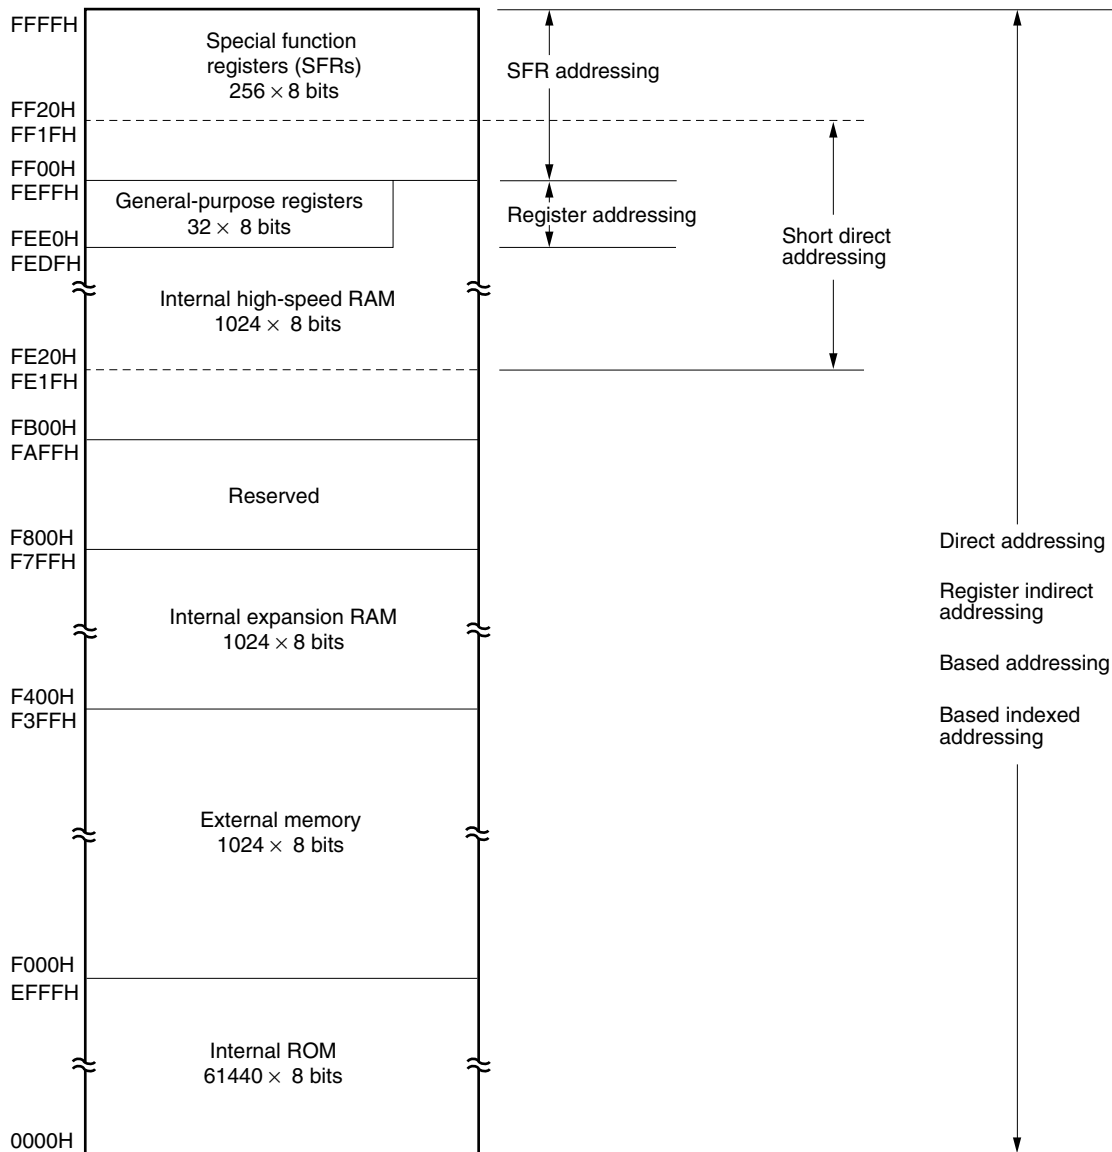 FFFFH
Special function
registers (SFRs)
256 × 8 bits
SFR addressing
FF20H
FF1FH
FF00H
FEFFH
General-purpose registers
32 × 8 bits
Register addressing
Short direct
addressing
FEE0H
FEDFH
Internal high-speed RAM
1024 × 8 bits
FE20H
FE1FH
FB00H
FAFFH
Reserved
F800H
F7FFH
Direct addressing
Register indirect
addressing
Based addressing
Based indexed
addressing
Internal expansion RAM
1024 × 8 bits
F400H
F3FFH
External memory
1024 × 8 bits
F000H
EFFFH
Internal ROM
61440 × 8 bits
0000H